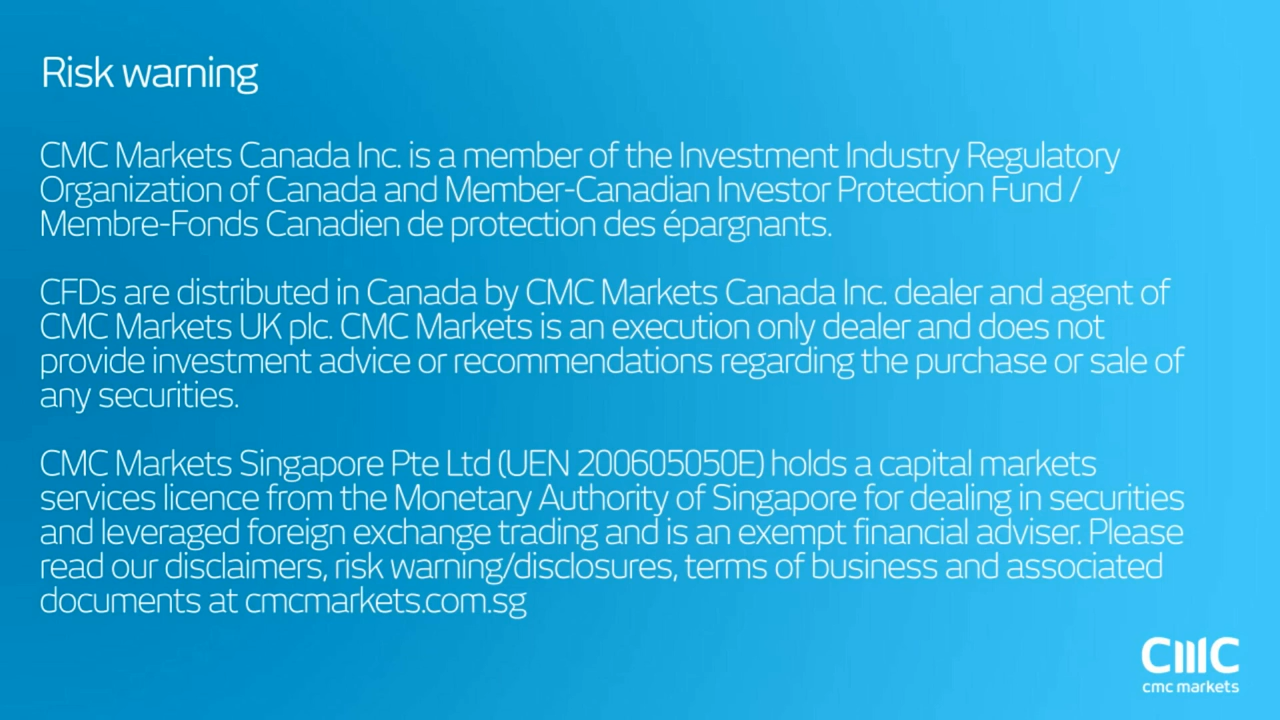 Risk warning
CMC Markets Canada Inc. is a member of the Investment Industry Regulatory
Organization of Canada and Member-Canadian Investor Protection Fund /
Membre-Fonds Canadien de protection des épargnants.
CFDs are distributed in Canada by CMC Markets Canada Inc. dealer and agent of
CMC Markets UK plc. CMC Markets is an execution only dealer and does not
provide investment advice or recommendations regarding the purchase or sale of
any securities.
CMC Markets Singapore Pte Ltd (UEN 200605050E) holds a capital markets
services licence from the Monetary Authority of Singapore for dealing in securities
and leveraged foreign exchange trading and is an exempt financial adviser. Please
read our disclaimers, risk warning/disclosures, terms of business and associated
documents at cmcmarkets.com.sg
CMC
cmc markets